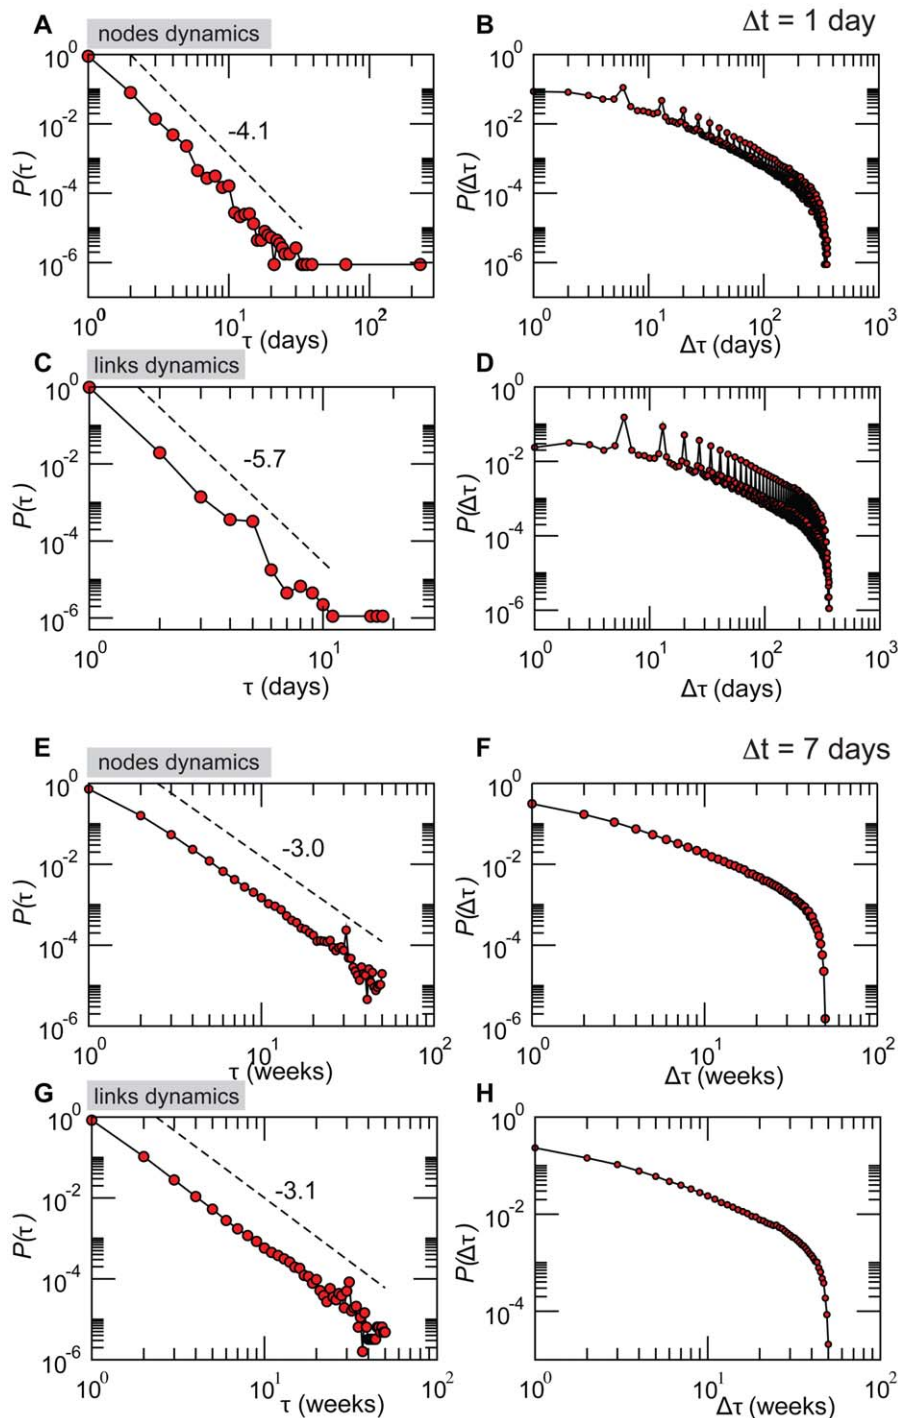 A
nodes dynamics
B
Δt = 1 day
10^0
10^-2
10^-4
10^-6
P(τ)
-4.1
10^0
10^1
10^2
τ (days)
10^0
10^-2
10^-4
10^-6
P(Δτ)
10^0
10^1
10^2
10^3
Δτ (days)
C
links dynamics
D
10^0
10^-2
10^-4
10^-6
P(τ)
-5.7
10^0
10^1
τ (days)
10^0
10^-2
10^-4
10^-6
P(Δτ)
10^0
10^1
10^2
10^3
Δτ (days)
E
nodes dynamics
F
Δt = 7 days
10^0
10^-2
10^-4
10^-6
P(τ)
-3.0
10^0
10^1
10^2
τ (weeks)
10^0
10^-2
10^-4
10^-6
P(Δτ)
10^0
10^1
10^2
Δτ (weeks)
G
links dynamics
H
10^0
10^-2
10^-4
10^-6
P(τ)
-3.1
10^0
10^1
10^2
τ (weeks)
10^0
10^-2
10^-4
P(Δτ)
10^0
10^1
10^2
Δτ (weeks)